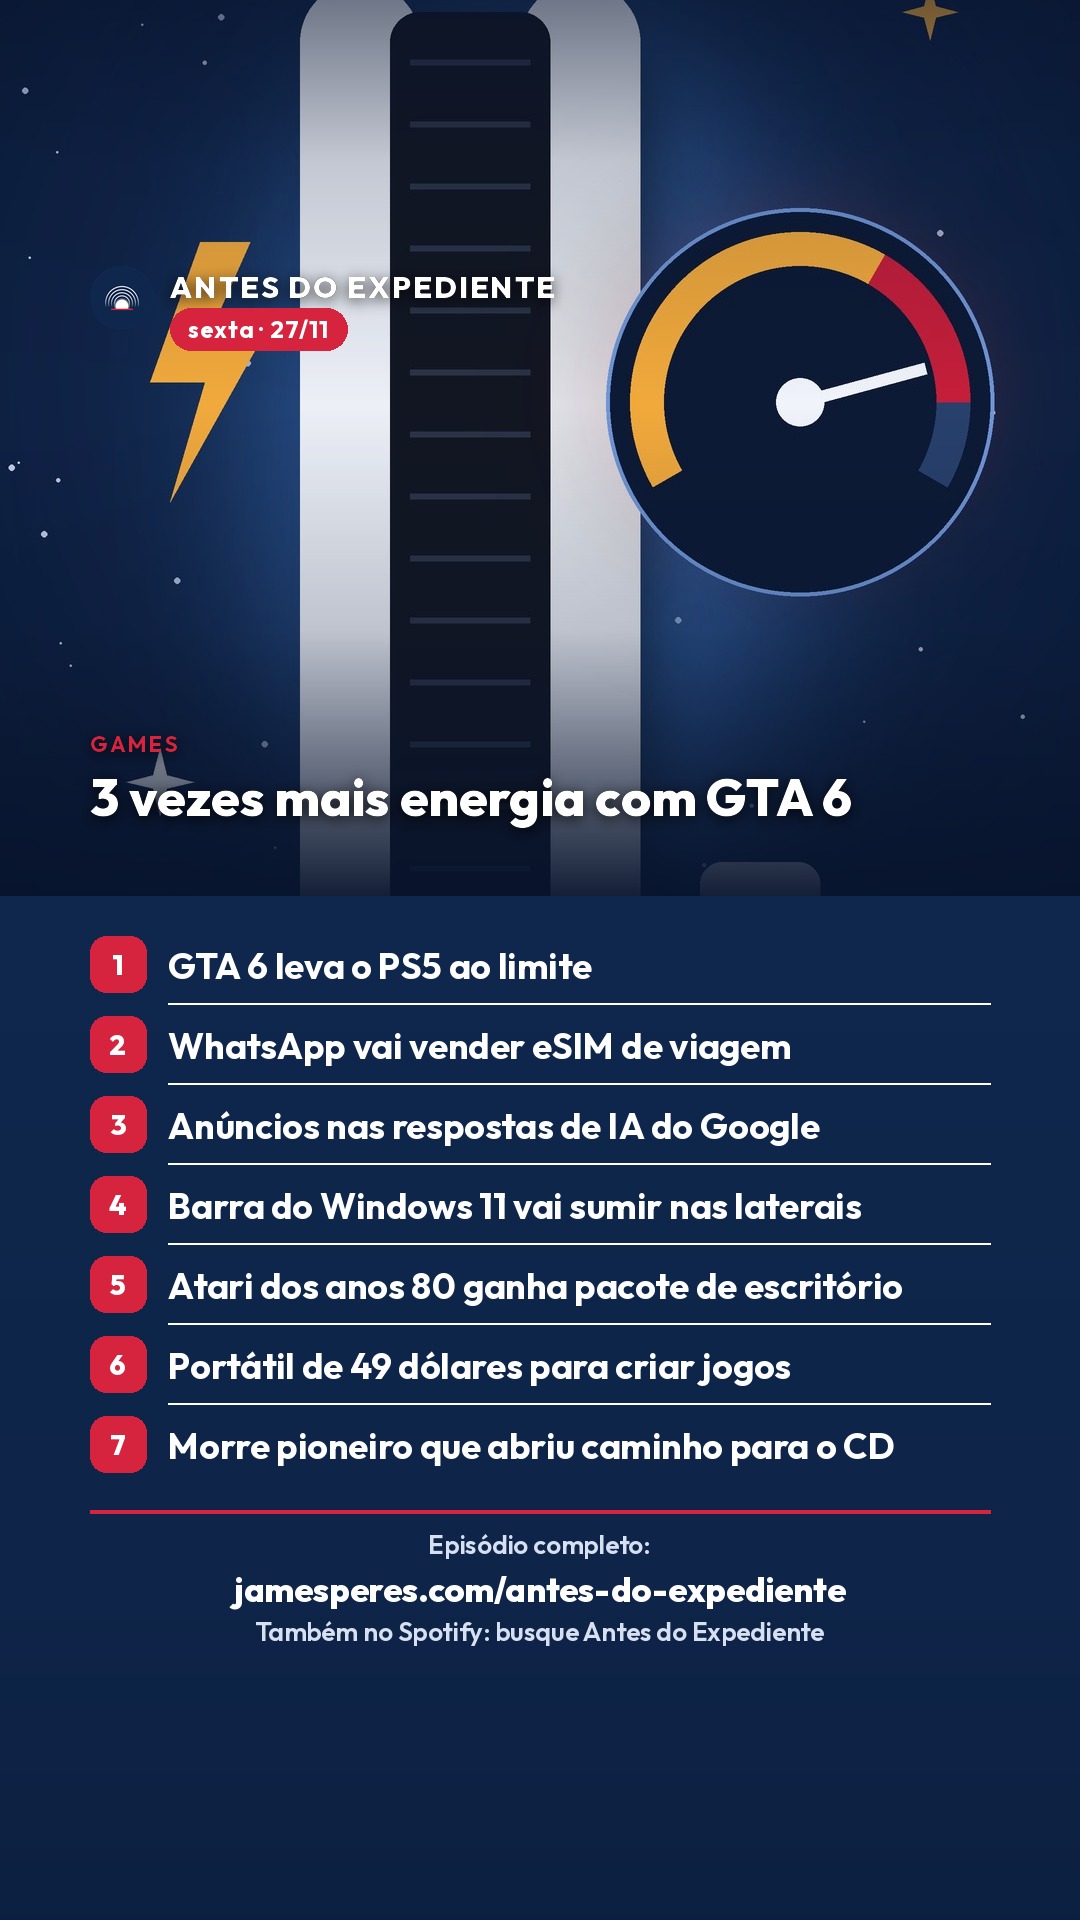 ANTES DO EXPEDIENTE
sexta · 27/11
GAMES
3 vezes mais energia com GTA 6
1 GTA 6 leva o PS5 ao limite
2 WhatsApp vai vender eSIM de viagem
3 Anúncios nas respostas de IA do Google
4 Barra do Windows 11 vai sumir nas laterais
5 Atari dos anos 80 ganha pacote de escritório
6 Portátil de 49 dólares para criar jogos
7 Morre pioneiro que abriu caminho para o CD
Episódio completo:
jamesperes.com/antes-do-expediente
Também no Spotify: busque Antes do Expediente